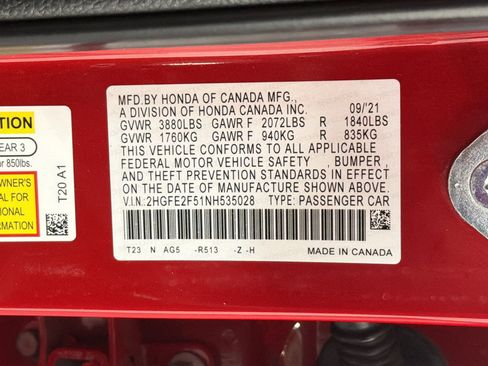 MFD.BY HONDA OF CANADA MFG.,
A DIVISION OF HONDA CANADA INC. 09/'21
GVWR 3880LBS GAWR F 2072LBS R 1840LBS
GVWR 1760KG GAWR F 940KG R 835KG
THIS VEHICLE CONFORMS TO ALL APPLICABLE
FEDERAL MOTOR VEHICLE SAFETY , BUMPER ,
AND THEFT PREVENTION STANDARDS IN EFFECT
ON THE DATE OF MANUFACTURE SHOWN ABOVE.
V.I.N:2HGFE2F51NH535028 TYPE: PASSENGER CAR
T23 N AG5 -R513 -Z -H
MADE IN CANADA
TION
EAR 3
r 850lbs.
WNER'S
AL FOR
TIONAL
RMATION
T20 A1